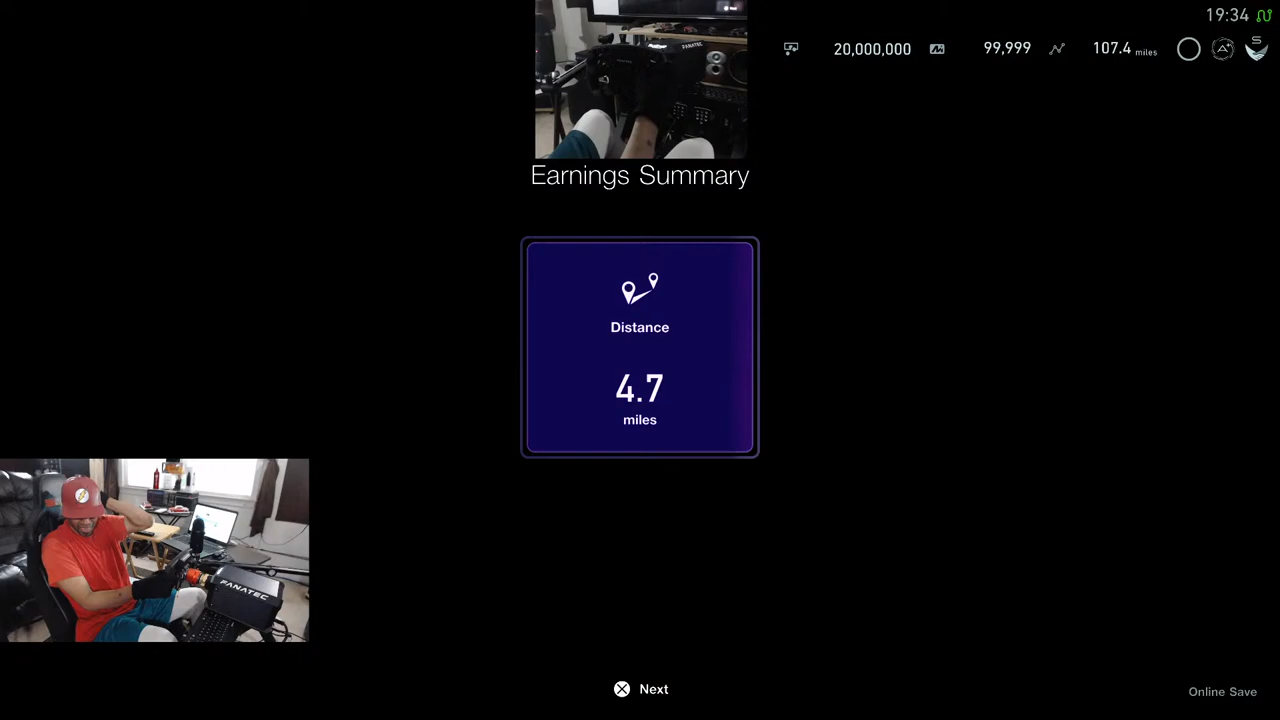 19:34
20,000,000
99,999
107.4 miles
S
A+
FANATEC
Earnings Summary
Distance
4.7
miles
FANATEC
Next
Online Save